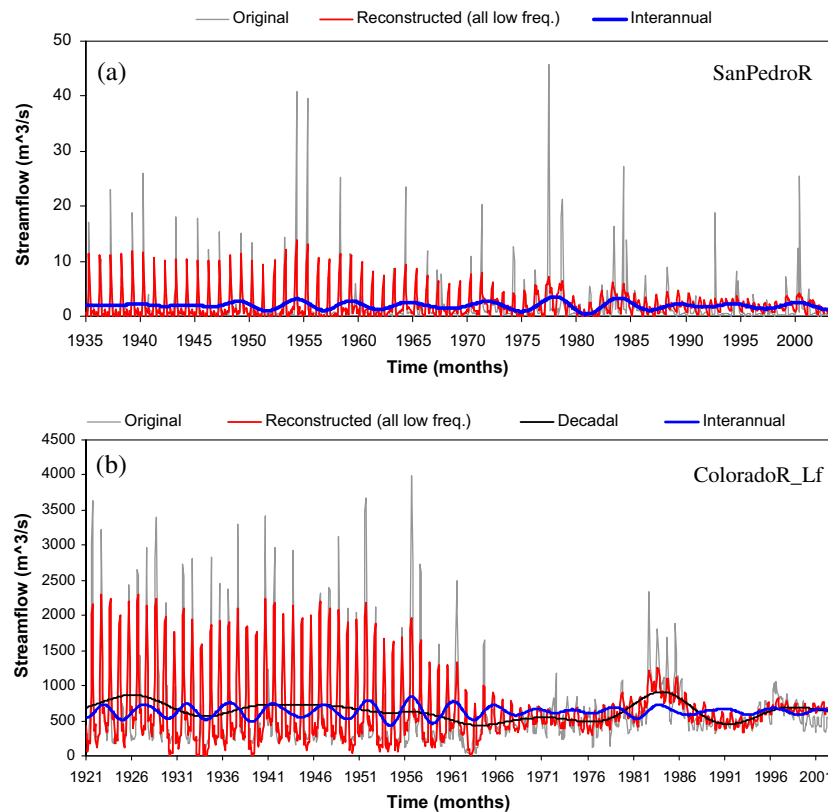 Original Reconstructed (all low freq.) Interannual
(a)
SanPedroR
Streamflow (m^3/s)
50
40
30
20
10
0
1935 1940 1945 1950 1955 1960 1965 1970 1975 1980 1985 1990 1995 2000
Time (months)
Original Reconstructed (all low freq.) Decadal Interannual
(b)
ColoradoR_Lf
Streamflow (m^3/s)
4500
4000
3500
3000
2500
2000
1500
1000
500
0
1921 1926 1931 1936 1941 1946 1951 1956 1961 1966 1971 1976 1981 1986 1991 1996 2001
Time (months)